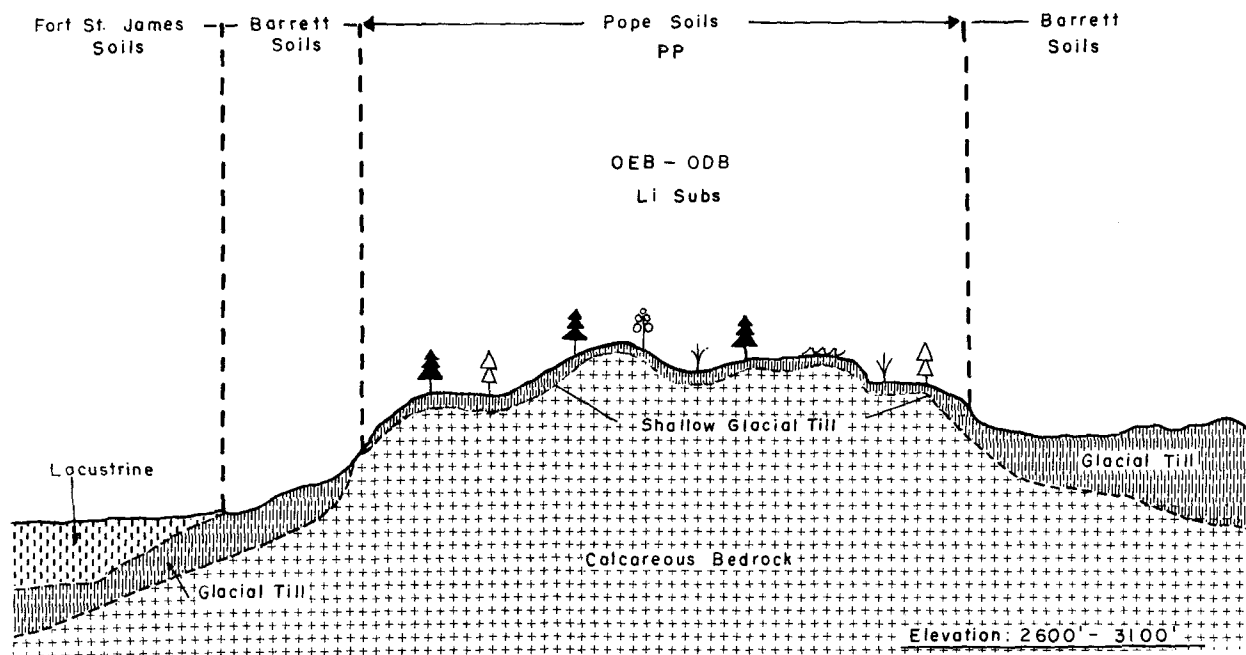 Fort St. James
Soils
Barrett
Soils
Pope Soils
PP
Barrett
Soils
OEB - ODB
Li Subs
Shallow Glacial Till
Lacustrine
Glacial Till
Calcareous Bedrock
Glacial Till
Elevation: 2600' - 3100'